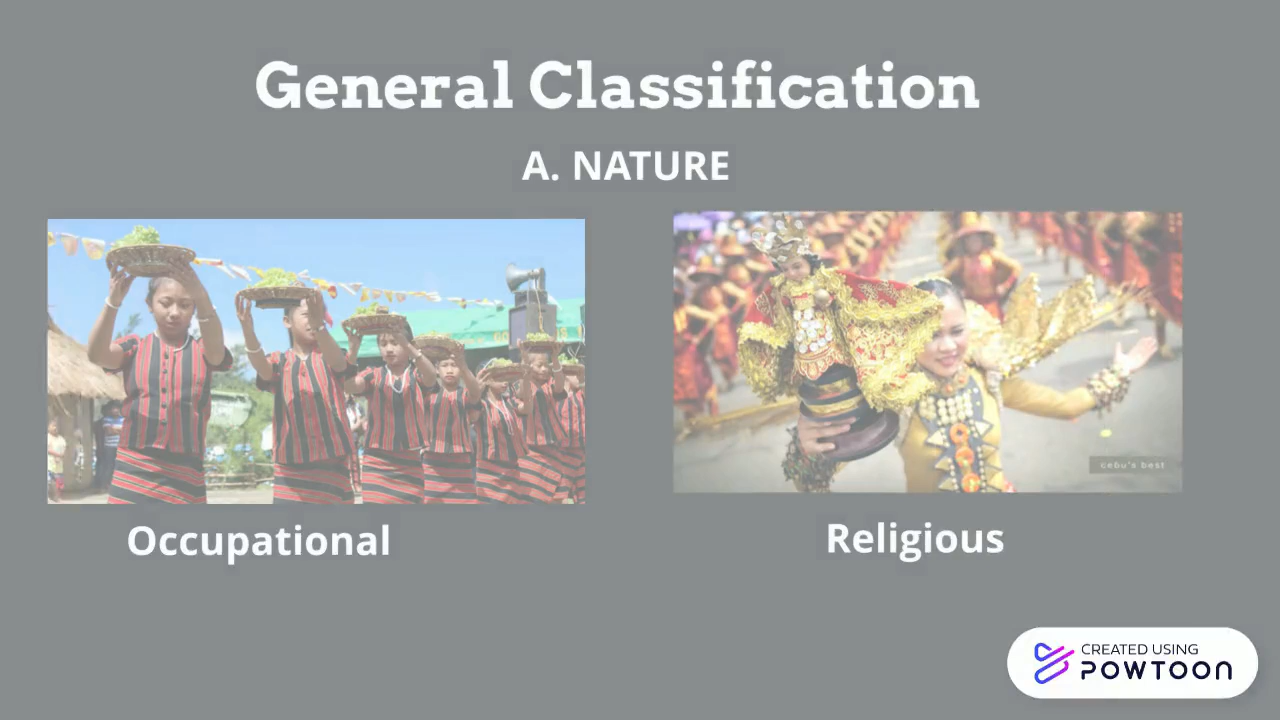 General Classification
A. NATURE
cebu's best
Occupational
Religious
CREATED USING
POWTOON